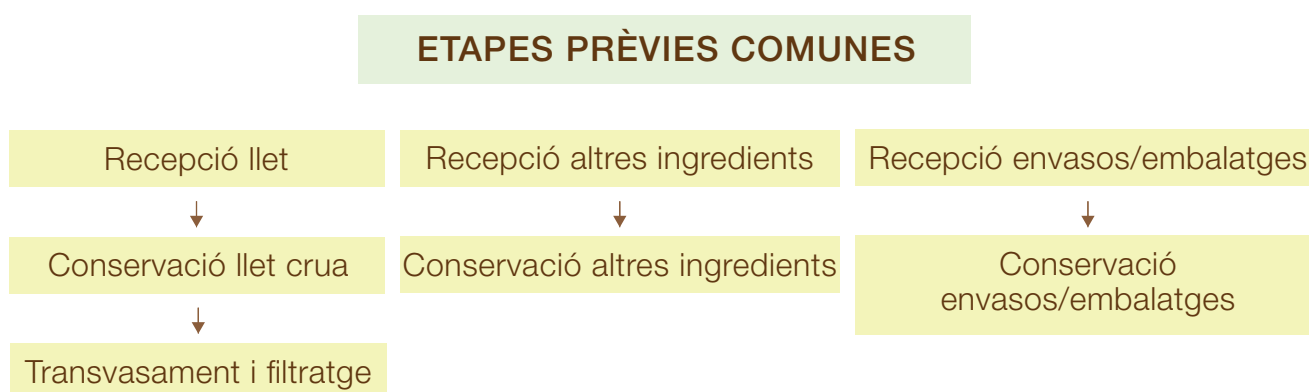 ETAPES PRÈVIES COMUNES
Recepció llet
Recepció altres ingredients
Recepció envasos/embalatges
Conservació llet crua
Conservació altres ingredients
Conservació
envasos/embalatges
Transvasament i filtratge